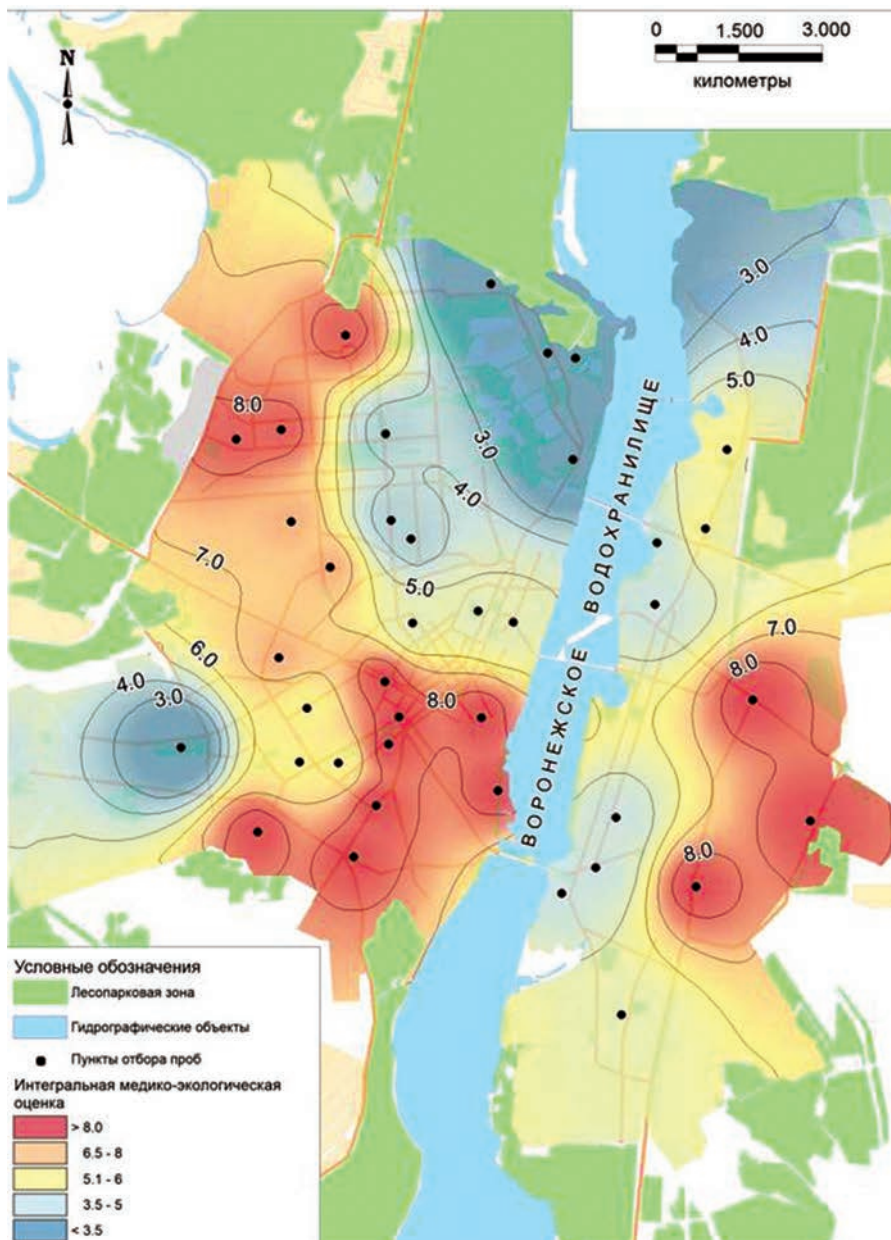 0 1.500 3.000
километры
N
3.0
4.0
5.0
8.0
3.0
4.0
7.0
5.0
6.0
4.0
3.0
8.0
7.0
8.0
8.0
ВОРОНЕЖСКОЕ ВОДОХРАНИЛИЩЕ
Условные обозначения
Лесопарковая зона
Гидрографические объекты
Пункты отбора проб
Интегральная медико-экологическая
оценка
> 8.0
6.5 - 8
5.1 - 6
3.5 - 5
< 3.5